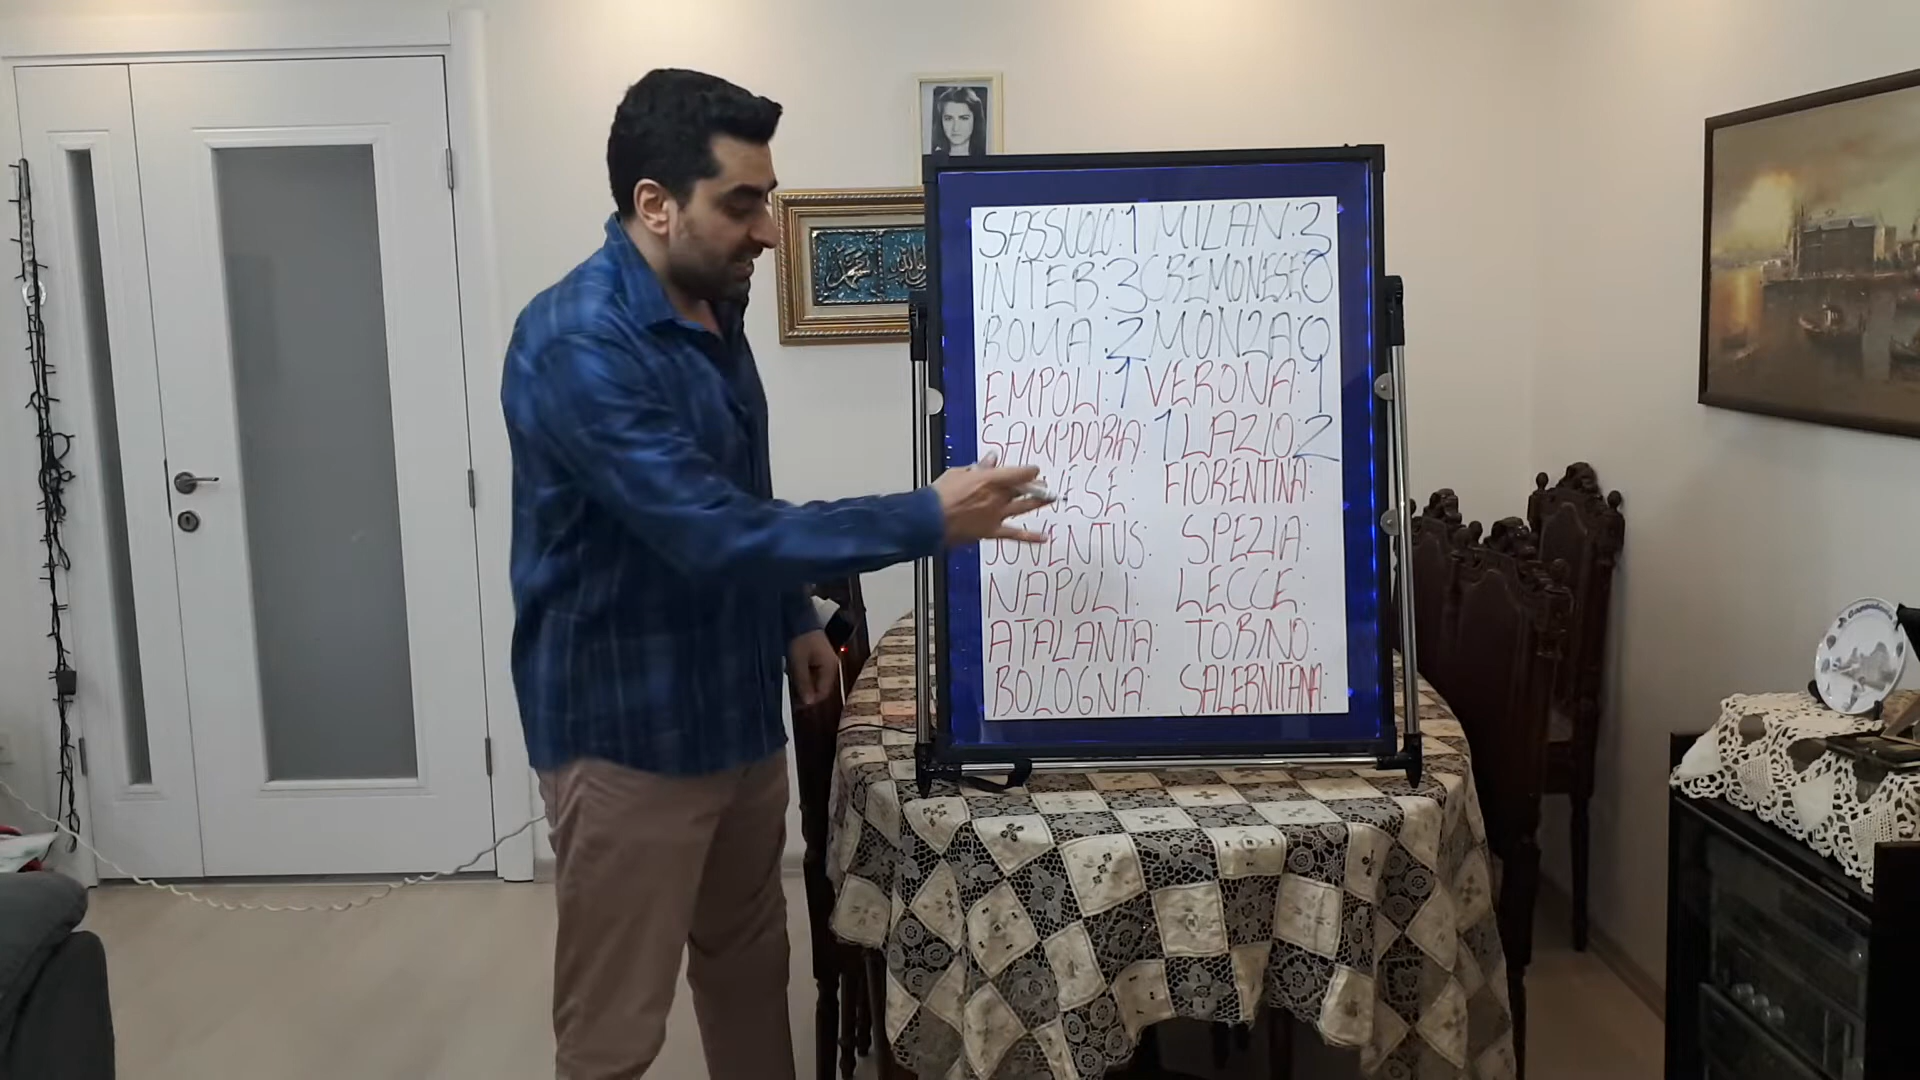 SASSUOLO:1 MILAN:3
INTER:3 CREMONESE:0
ROMA:2 MONZA:0
EMPOLI:1 VERONA:1
SAMPDORIA:1 LAZIO:2
FIORENTINA:
JUVENTUS: SPEZIA:
NAPOLI: LECCE:
ATALANTA: TORINO:
BOLOGNA: SALERNITANA: